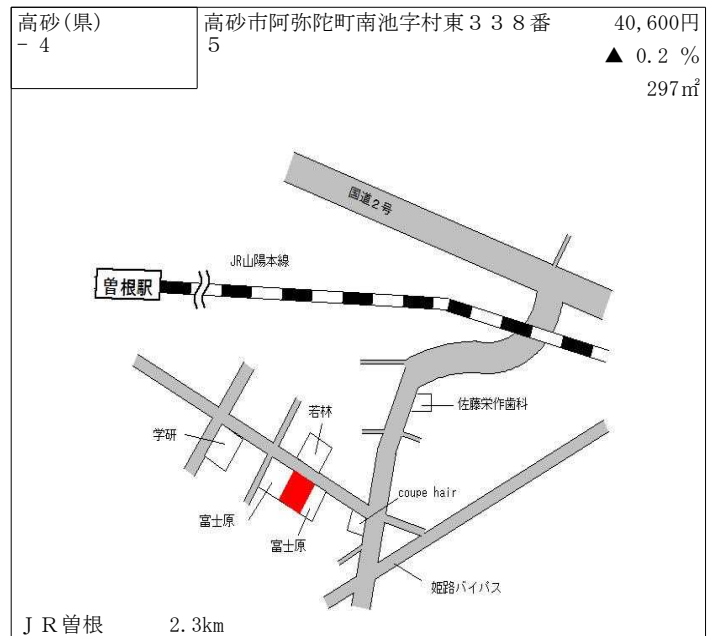 高砂(県)
- 4
高砂市阿弥陀町南池字村東３３８番
5
40,600円
▲ 0.2 %
297㎡
国道２号
JR山陽本線
曽根駅
佐藤栄作歯科
若林
学研
coupe hair
富士原
富士原
姫路バイパス
ＪＲ曽根 2.3km